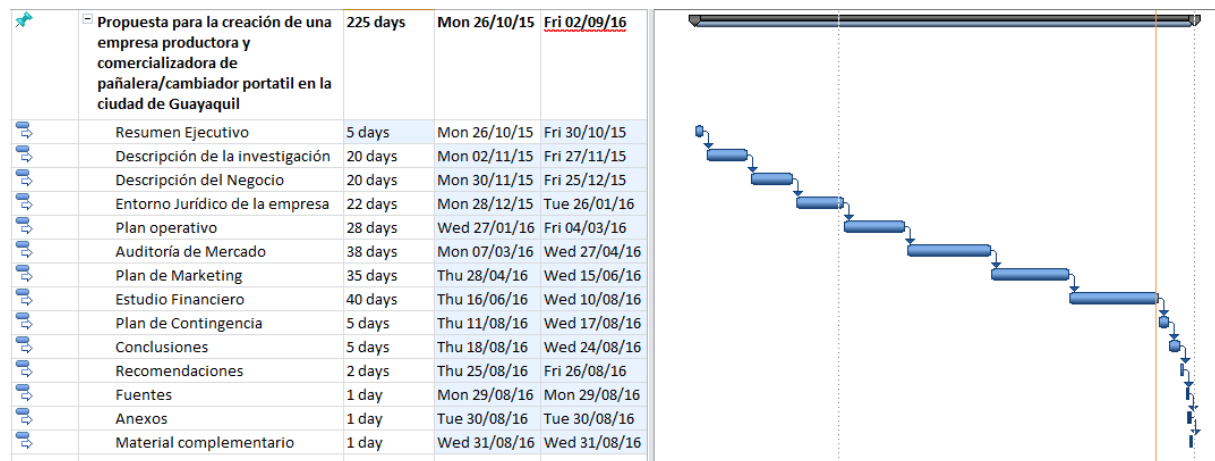 Propuesta para la creación de una 225 days Mon 26/10/15 Fri 02/09/16
empresa productora y
comercializadora de
pañalera/cambiador portatil en la
ciudad de Guayaquil
Resumen Ejecutivo 5 days Mon 26/10/15 Fri 30/10/15
Descripción de la investigación 20 days Mon 02/11/15 Fri 27/11/15
Descripción del Negocio 20 days Mon 30/11/15 Fri 25/12/15
Entorno Jurídico de la empresa 22 days Mon 28/12/15 Tue 26/01/16
Plan operativo 28 days Wed 27/01/16 Fri 04/03/16
Auditoría de Mercado 38 days Mon 07/03/16 Wed 27/04/16
Plan de Marketing 35 days Thu 28/04/16 Wed 15/06/16
Estudio Financiero 40 days Thu 16/06/16 Wed 10/08/16
Plan de Contingencia 5 days Thu 11/08/16 Wed 17/08/16
Conclusiones 5 days Thu 18/08/16 Wed 24/08/16
Recomendaciones 2 days Thu 25/08/16 Fri 26/08/16
Fuentes 1 day Mon 29/08/16 Mon 29/08/16
Anexos 1 day Tue 30/08/16 Tue 30/08/16
Material complementario 1 day Wed 31/08/16 Wed 31/08/16